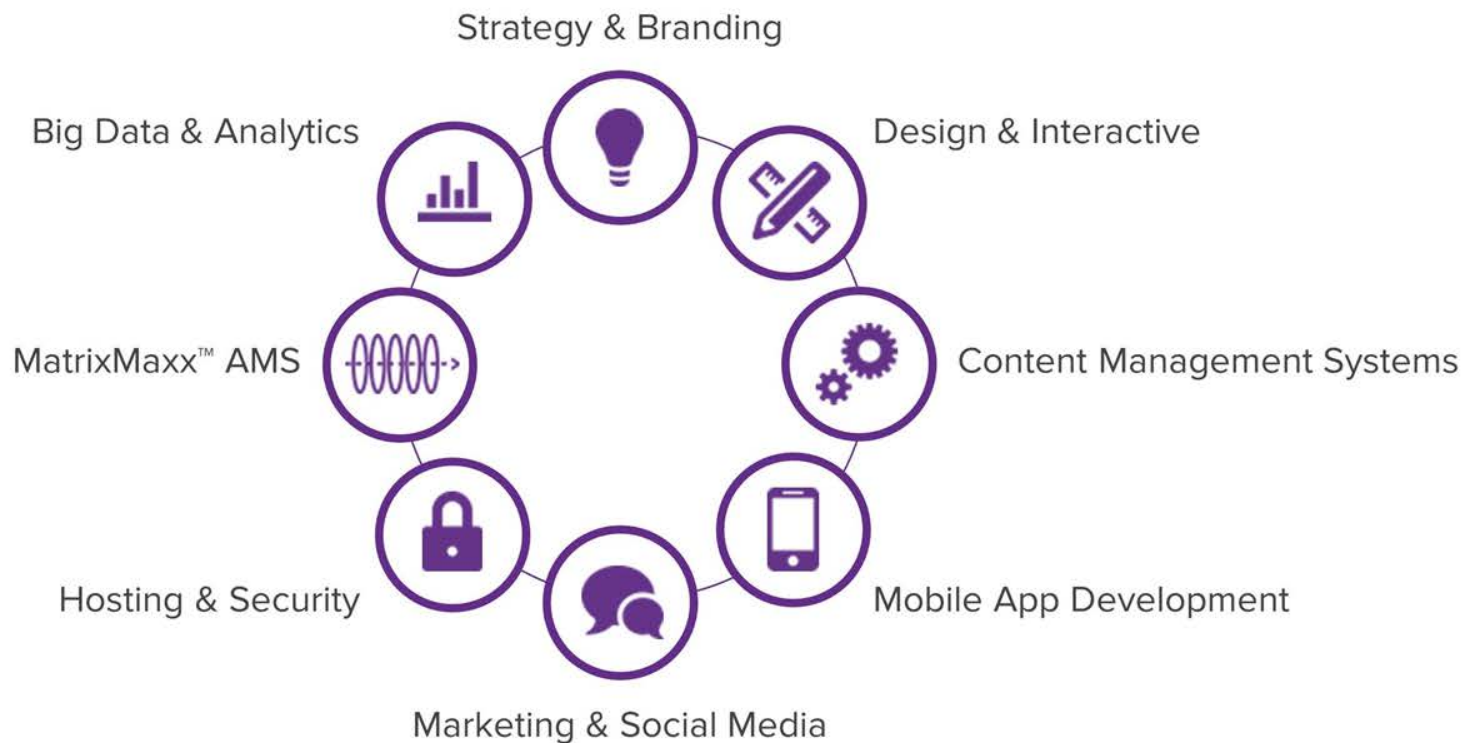 Strategy & Branding
Big Data & Analytics
Design & Interactive
MatrixMaxx™ AMS
Content Management Systems
Hosting & Security
Mobile App Development
Marketing & Social Media